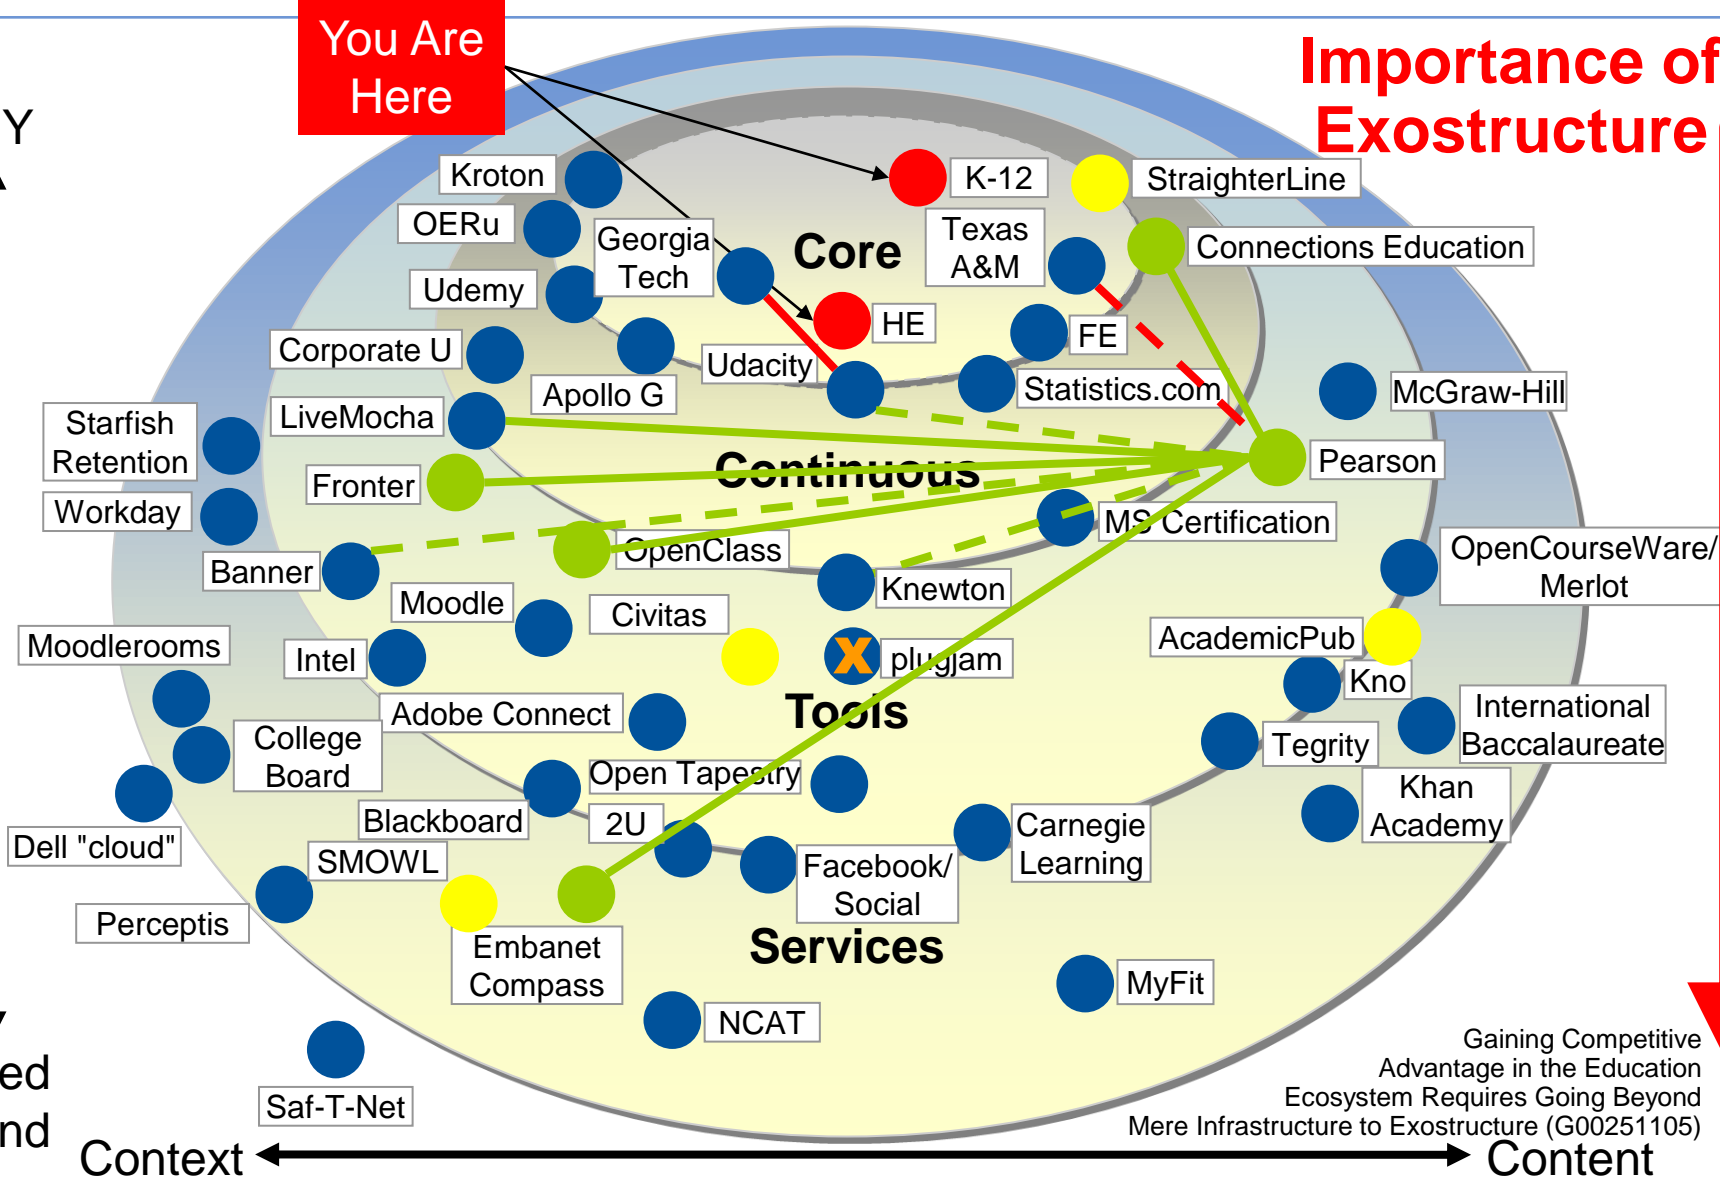 You Are
Here
Importance of
Exostructure
Y
Kroton
K-12
StraighterLine
OERu
Georgia
Tech
Core
Texas
A&M
Connections Education
Udemy
HE
FE
Corporate U
Udacity
Apollo G
Statistics.com
McGraw-Hill
LiveMocha
Starfish
Retention
Continuous
Pearson
Fronter
Workday
MS Certification
OpenClass
OpenCourseWare/
Merlot
Banner
Knewton
Moodle
Civitas
Moodlerooms
Intel
X
plugjam
AcademicPub
Kno
Adobe Connect
Tools
International
Baccalaureate
College
Board
Tegrity
Open Tapestry
Khan
Academy
Blackboard
2U
Carnegie
Learning
Dell "cloud"
SMOWL
Facebook/
Social
Perceptis
Embanet
Compass
Services
MyFit
NCAT
Saf-T-Net
ed
nd
Gaining Competitive
Advantage in the Education
Ecosystem Requires Going Beyond
Mere Infrastructure to Exostructure (G00251105)
Context
Content